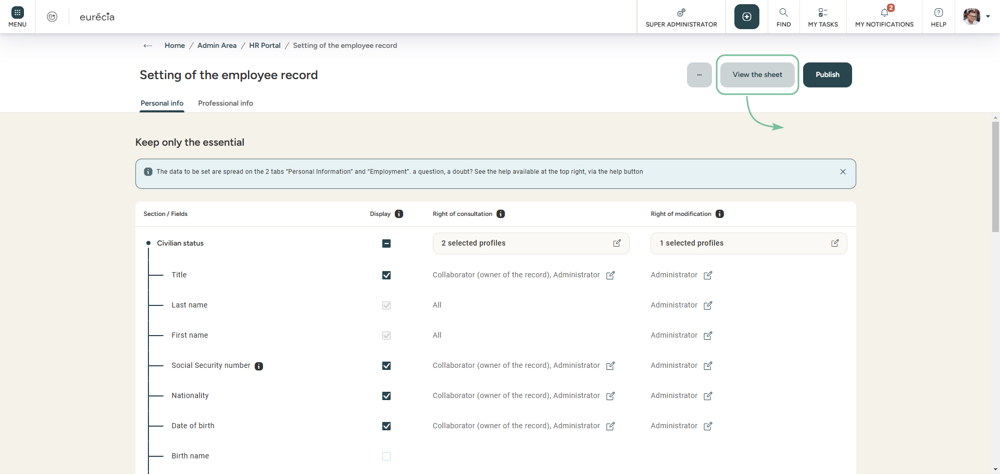 MENU
eurécia
SUPER ADMINISTRATOR
FIND
MY TASKS
2
MY NOTIFICATIONS
HELP
Home / Admin Area / HR Portal / Setting of the employee record
Setting of the employee record
...
View the sheet
Publish
Personal info
Professional info
Keep only the essential
The data to be set are spread on the 2 tabs “Personal Information” and “Employment”. a question, a doubt? See the help available at the top right, via the help button
Section / Fields
Display
Right of consultation
Right of modification
Civilian status
2 selected profiles
1 selected profiles
Title
Collaborator (owner of the record), Administrator
Administrator
Last name
All
Administrator
First name
All
Administrator
Social Security number
Collaborator (owner of the record), Administrator
Administrator
Nationality
Collaborator (owner of the record), Administrator
Administrator
Date of birth
Collaborator (owner of the record), Administrator
Administrator
Birth name